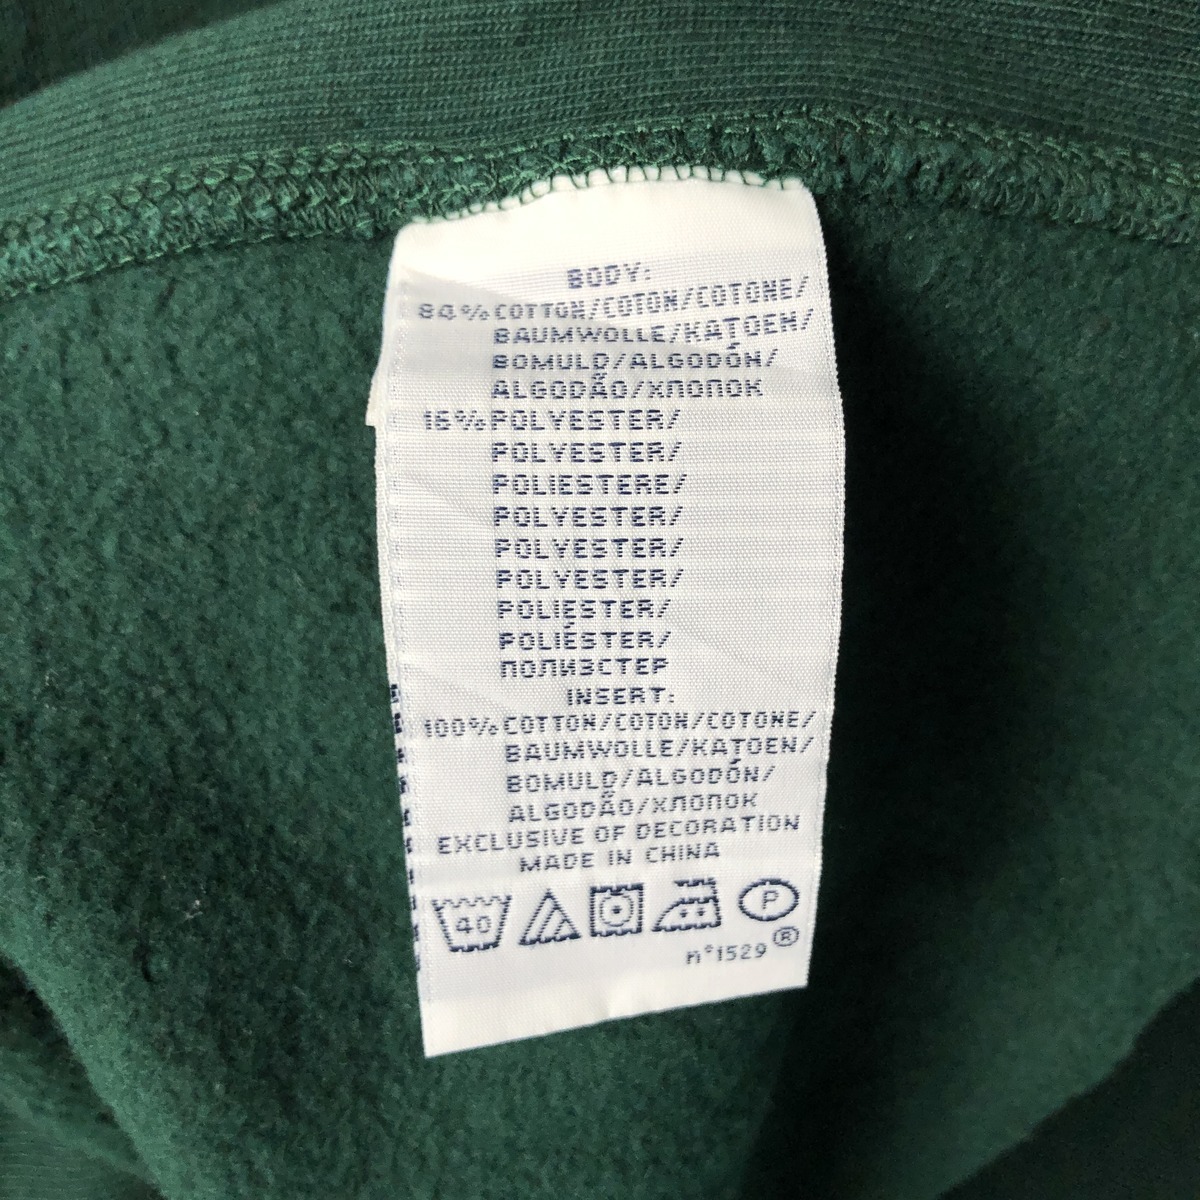 BODY:
84% COTTON/COTON/COTONE/
BAUMWOLLE/KATOEN/
BOMULD/ALGODÓN/
ALGODÃO/ХЛОПОК
16% POLYESTER/
POLYESTER/
POLIESTERE/
POLYESTER/
POLYESTER/
POLYESTER/
POLIESTER/
POLIÉSTER/
ПОЛИЭСТЕР
INSERT:
100% COTTON/COTON/COTONE/
BAUMWOLLE/KATOEN/
BOMULD/ALGODÓN/
ALGODÃO/ХЛОПОК
EXCLUSIVE OF DECORATION
MADE IN CHINA
40 P
n°1529 ®